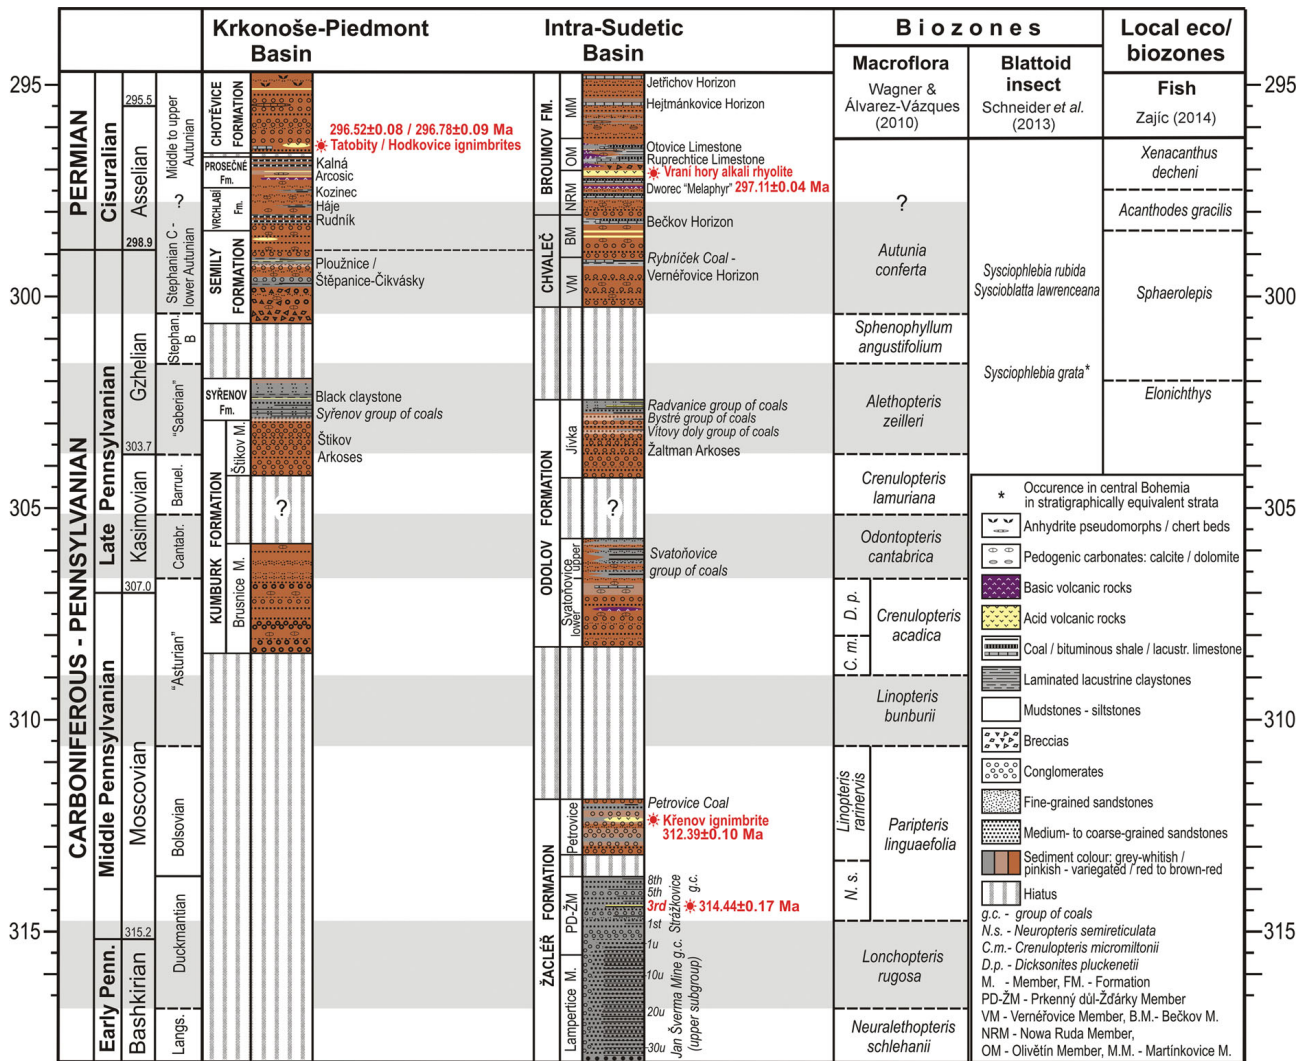 Krkonoše-Piedmont
Basin
Intra-Sudetic
Basin
Biozones
Local eco/
biozones
Macroflora
Wagner &
Álvarez-Vázques
(2010)
Blattoid
insect
Schneider et al.
(2013)
Fish
Zajíc (2014)
295
300
305
310
315
PERMIAN
CARBONIFEROUS - PENNSYLVANIAN
Cisuralian
Late Pennsylvanian
Middle Pennsylvanian
Early Penn.
295.5
Asselian
298.9
Gzhelian
303.7
Kasimovian
307.0
Moscovian
315.2
Bashkirian
Middle to upper
Autunian
?
Stephanian C -
lower Autunian
Stephan.
B
"Saberian"
Barruel.
Cantabr.
"Asturian"
Bolsovian
Duckmantian
Langs.
CHOTĚVICE
FORMATION
PROSEČNÉ
Fm.
VRCHLABÍ
Fm.
SEMILY
FORMATION
SYŘENOV
Fm.
KUMBURK FORMATION
Štikov M.
Brusnice M.
?
296.52±0.08 / 296.78±0.09 Ma
Tatobity / Hodkovice ignimbrites
Kalná
Arcosic
Kozinec
Háje
Rudník
Ploužnice /
Štěpanice-Čikvásky
Black claystone
Syřenov group of coals
Štikov
Arkoses
BROUMOV FM.
MM
OM
NRM
CHVALEČ
BM
VM
ODOLOV FORMATION
Jívka
Svatoňovice
upper
lower
ŽACLÉŘ FORMATION
Petrovice
PD-ŽM
Lampertice M.
?
Jetřichov Horizon
Hejtmánkovice Horizon
Otovice Limestone
Ruprechtice Limestone
Vraní hory alkali rhyolite
Dworec "Melaphyr" 297.11±0.04 Ma
Bečkov Horizon
Rybníček Coal -
Vernéřovice Horizon
Radvanice group of coals
Bystré group of coals
Vítovy doly group of coals
Žaltman Arkoses
Svatoňovice
group of coals
Petrovice Coal
Křenov ignimbrite
312.39±0.10 Ma
8th
5th
3rd
314.44±0.17 Ma
1st
Strážkovice g.c.
1u
10u
20u
30u
Jan Šverma Mine g.c.
(upper subgroup)
?
Autunia
conferta
Sphenophyllum
angustifolium
Alethopteris
zeilleri
Crenulopteris
lamuriana
Odontopteris
cantabrica
D. p.
C. m.
Crenulopteris
acadica
Linopteris
bunburii
Linopteris
rarinervis
N. s.
Paripteris
linguaefolia
Lonchopteris
rugosa
Neuralethopteris
schlehanii
Sysciophlebia rubida
Syscioblatta lawrenceana
Sysciophlebia grata*
Xenacanthus
decheni
Acanthodes gracilis
Sphaerolepis
Elonichthys
* Occurence in central Bohemia
in stratigraphically equivalent strata
Anhydrite pseudomorphs / chert beds
Pedogenic carbonates: calcite / dolomite
Basic volcanic rocks
Acid volcanic rocks
Coal / bituminous shale / lacustr. limestone
Laminated lacustrine claystones
Mudstones - siltstones
Breccias
Conglomerates
Fine-grained sandstones
Medium- to coarse-grained sandstones
Sediment colour: grey-whitish /
pinkish - variegated / red to brown-red
Hiatus
g.c. - group of coals
N.s. - Neuropteris semireticulata
C.m.- Crenulopteris micromiltonii
D.p. - Dicksonites pluckenetii
M. - Member, FM. - Formation
PD-ŽM - Prkenný důl-Žďárky Member
VM - Vernéřovice Member, B.M.- Bečkov M.
NRM - Nowa Ruda Member,
OM - Olivětín Member, M.M. - Martínkovice M.
295
300
305
310
315